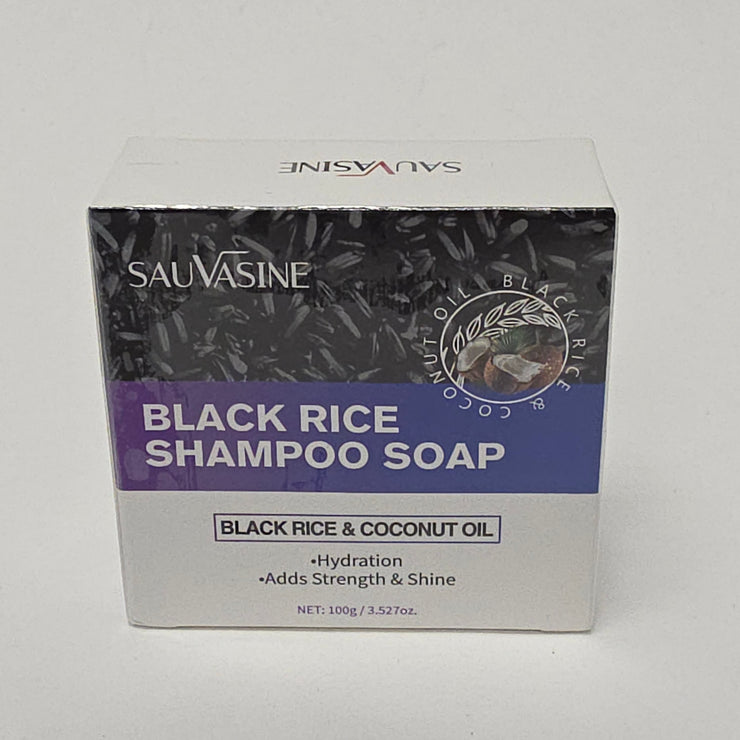 SAUVASINE
SAUVASINE
BLACK RICE & COCONUT OIL
BLACK RICE
SHAMPOO SOAP
BLACK RICE & COCONUT OIL
•Hydration
•Adds Strength & Shine
NET: 100g / 3.527oz.